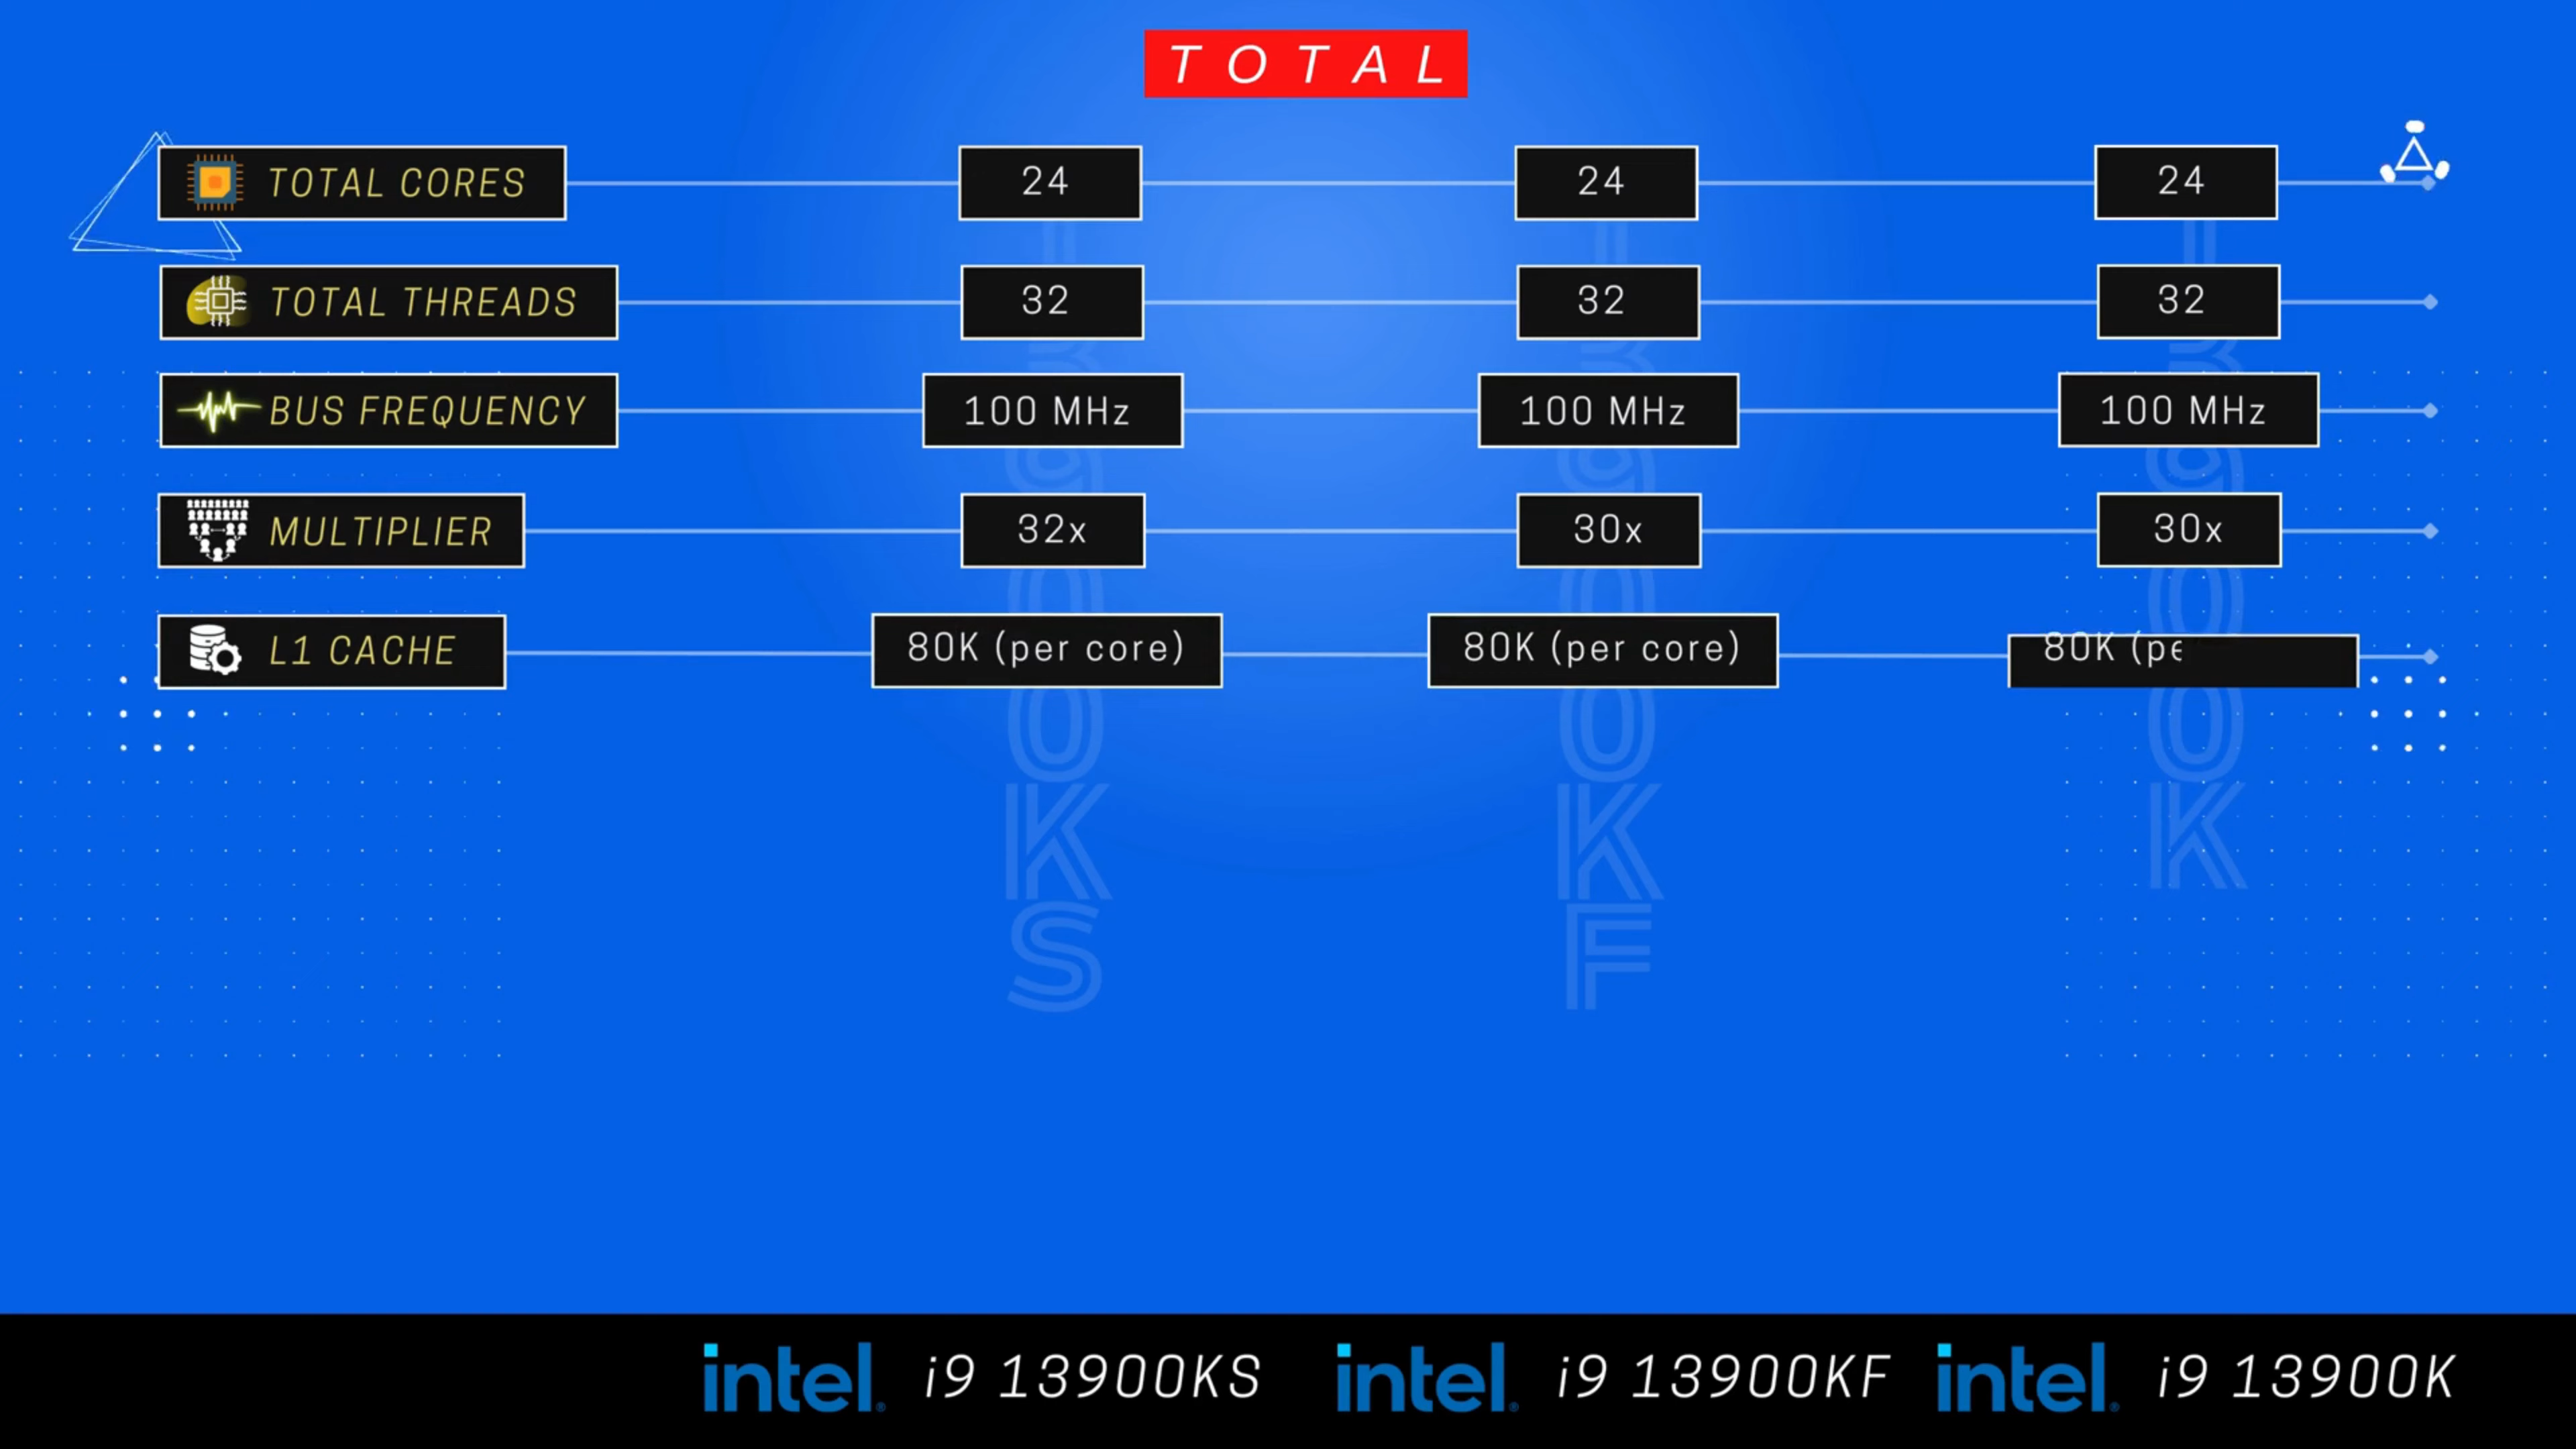 TOTAL
TOTAL CORES 24 24 24
TOTAL THREADS 32 32 32
BUS FREQUENCY 100 MHz 100 MHz 100 MHz
MULTIPLIER 32x 30x 30x
L1 CACHE 80K (per core) 80K (per core) 80K (pe
intel i9 13900KS intel i9 13900KF intel i9 13900K